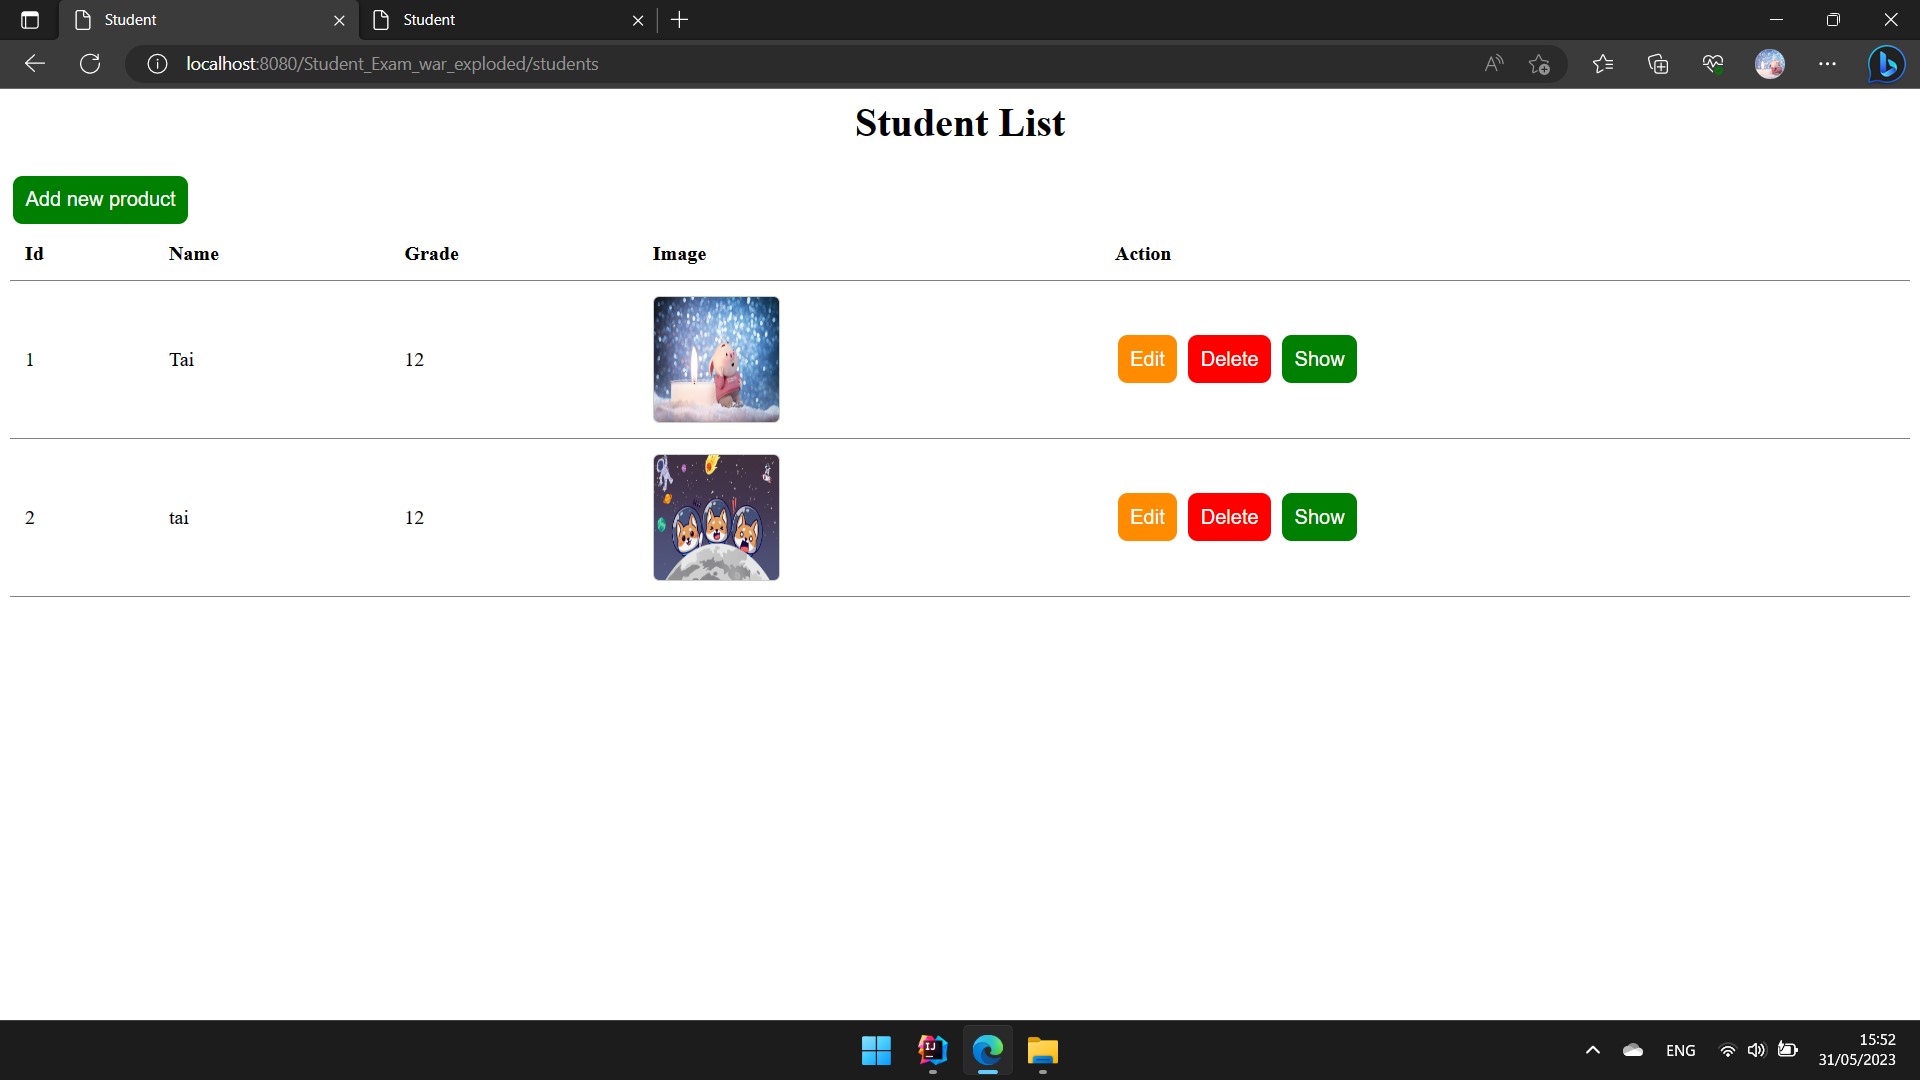 Student
Student
localhost:8080/Student_Exam_war_exploded/students
Student List
Add new product
Id Name Grade Image Action
1 Tai 12 Edit Delete Show
2 tai 12 Edit Delete Show
ENG
15:52
31/05/2023